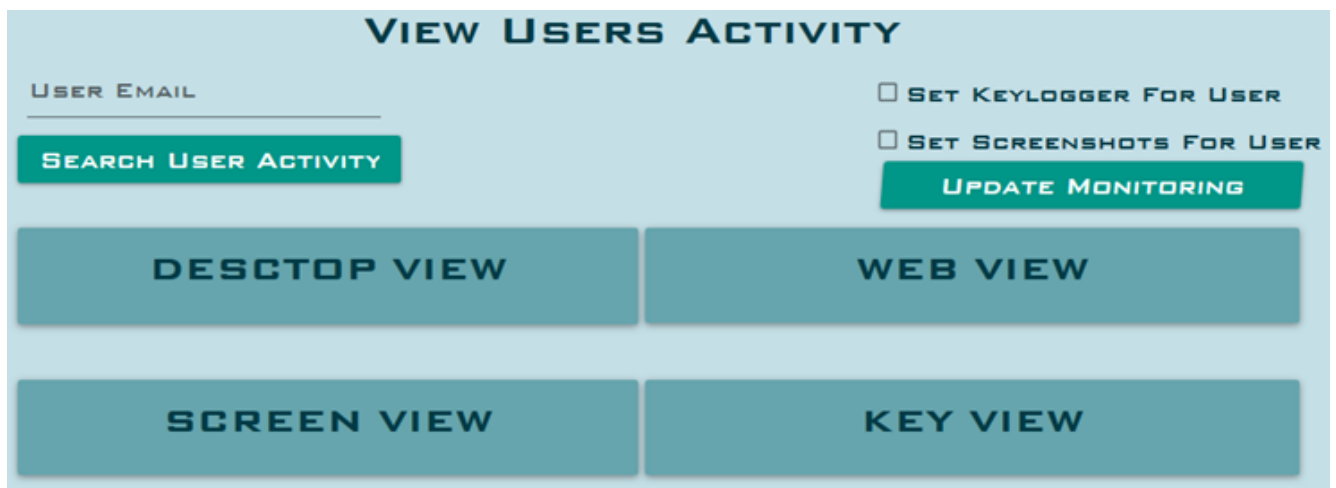 View Users Activity
User Email
Set Keylogger For User
Search User Activity
Set Screenshots For User
Update Monitoring
DESCTOP VIEW
WEB VIEW
SCREEN VIEW
KEY VIEW